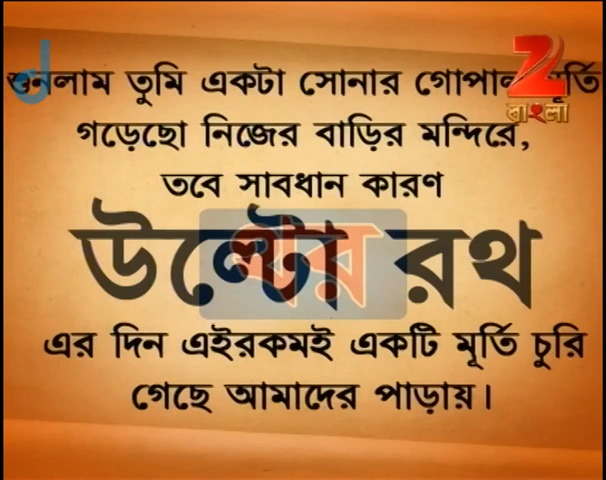 শুনলাম তুমি একটা সোনার গোপাল মূর্তি
গড়েছো নিজের বাড়ির মন্দিরে,
তবে সাবধান কারণ
উল্টো রথ
এর দিন এইরকমই একটি মূর্তি চুরি
গেছে আমাদের পাড়ায়।
Z
বাংলা
d